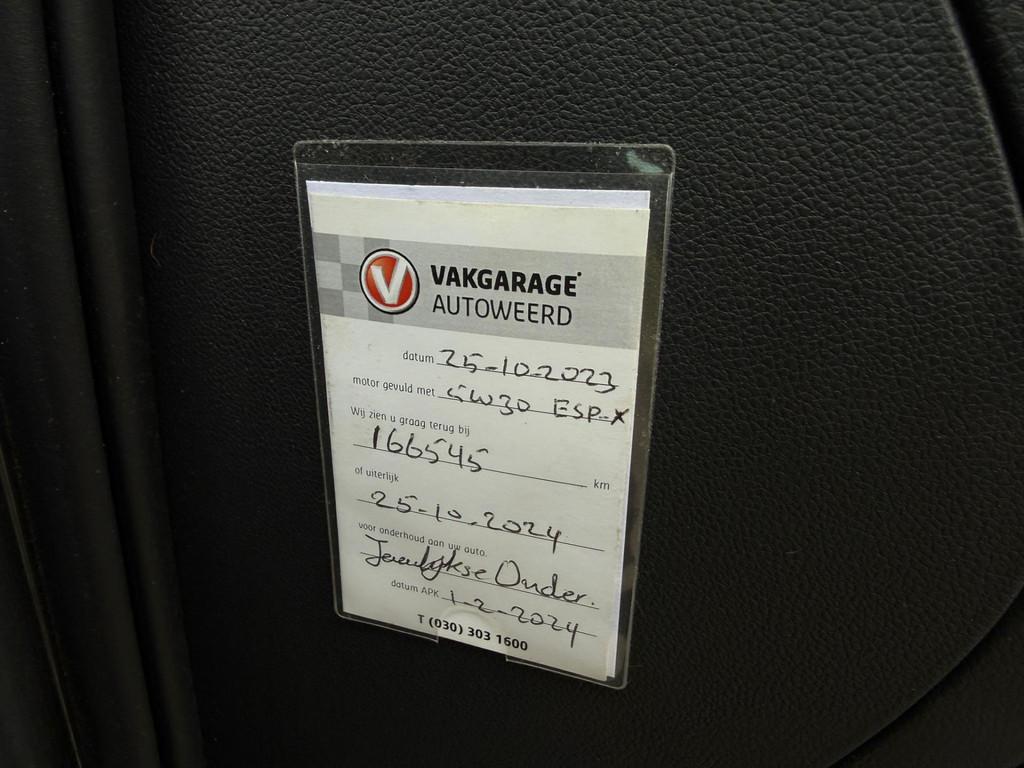 V
VAKGARAGE
AUTOWEERD
datum 25-10-2023
motor gevuld met 5W30 ESP-X
Wij zien u graag terug bij
166545 km
of uiterlijk
25-10-2024
voor onderhoud aan uw auto.
Onder.
datum APK 1-2-2024
T (030) 303 1600